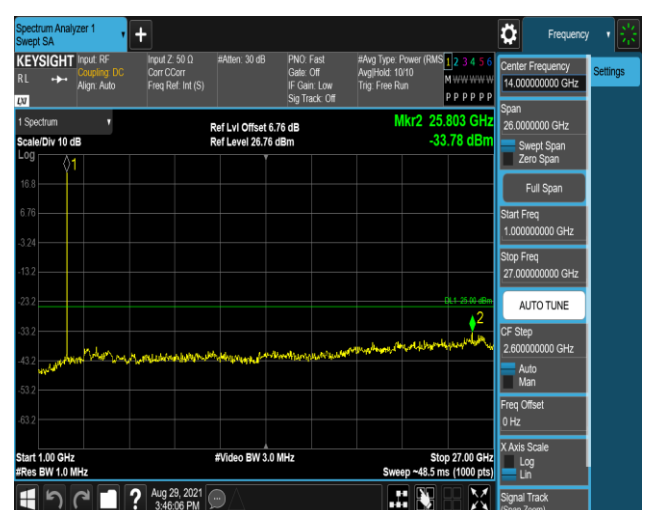 Spectrum Analyzer 1
Swept SA
Frequency
KEYSIGHT
RL
Input: RF
Coupling: DC
Align: Auto
Input Z: 50 Ω
Corr CCorr
Freq Ref: Int (S)
#Atten: 30 dB
PNO: Fast
Gate: Off
IF Gain: Low
Sig Track: Off
#Avg Type: Power (RMS
Avg|Hold: 10/10
Trig: Free Run
1 2 3 4 5 6
M W W W W W
P P P P P P
LXI
1 Spectrum
Scale/Div 10 dB
Log
Ref Lvl Offset 6.76 dB
Ref Level 26.76 dBm
Mkr2 25.803 GHz
-33.78 dBm
1
16.8
6.76
-3.24
-13.2
-23.2
-33.2
-43.2
-53.2
-63.2
DL1 -25.00 dBm
2
Start 1.00 GHz
#Res BW 1.0 MHz
#Video BW 3.0 MHz
Stop 27.00 GHz
Sweep ~48.5 ms (1000 pts)
?
Aug 29, 2021
3:46:06 PM
Center Frequency
14.000000000 GHz
Settings
Span
26.0000000 GHz
Swept Span
Zero Span
Full Span
Start Freq
1.000000000 GHz
Stop Freq
27.000000000 GHz
AUTO TUNE
CF Step
2.600000000 GHz
Auto
Man
Freq Offset
0 Hz
X Axis Scale
Log
Lin
Signal Track
(Span Zoom)